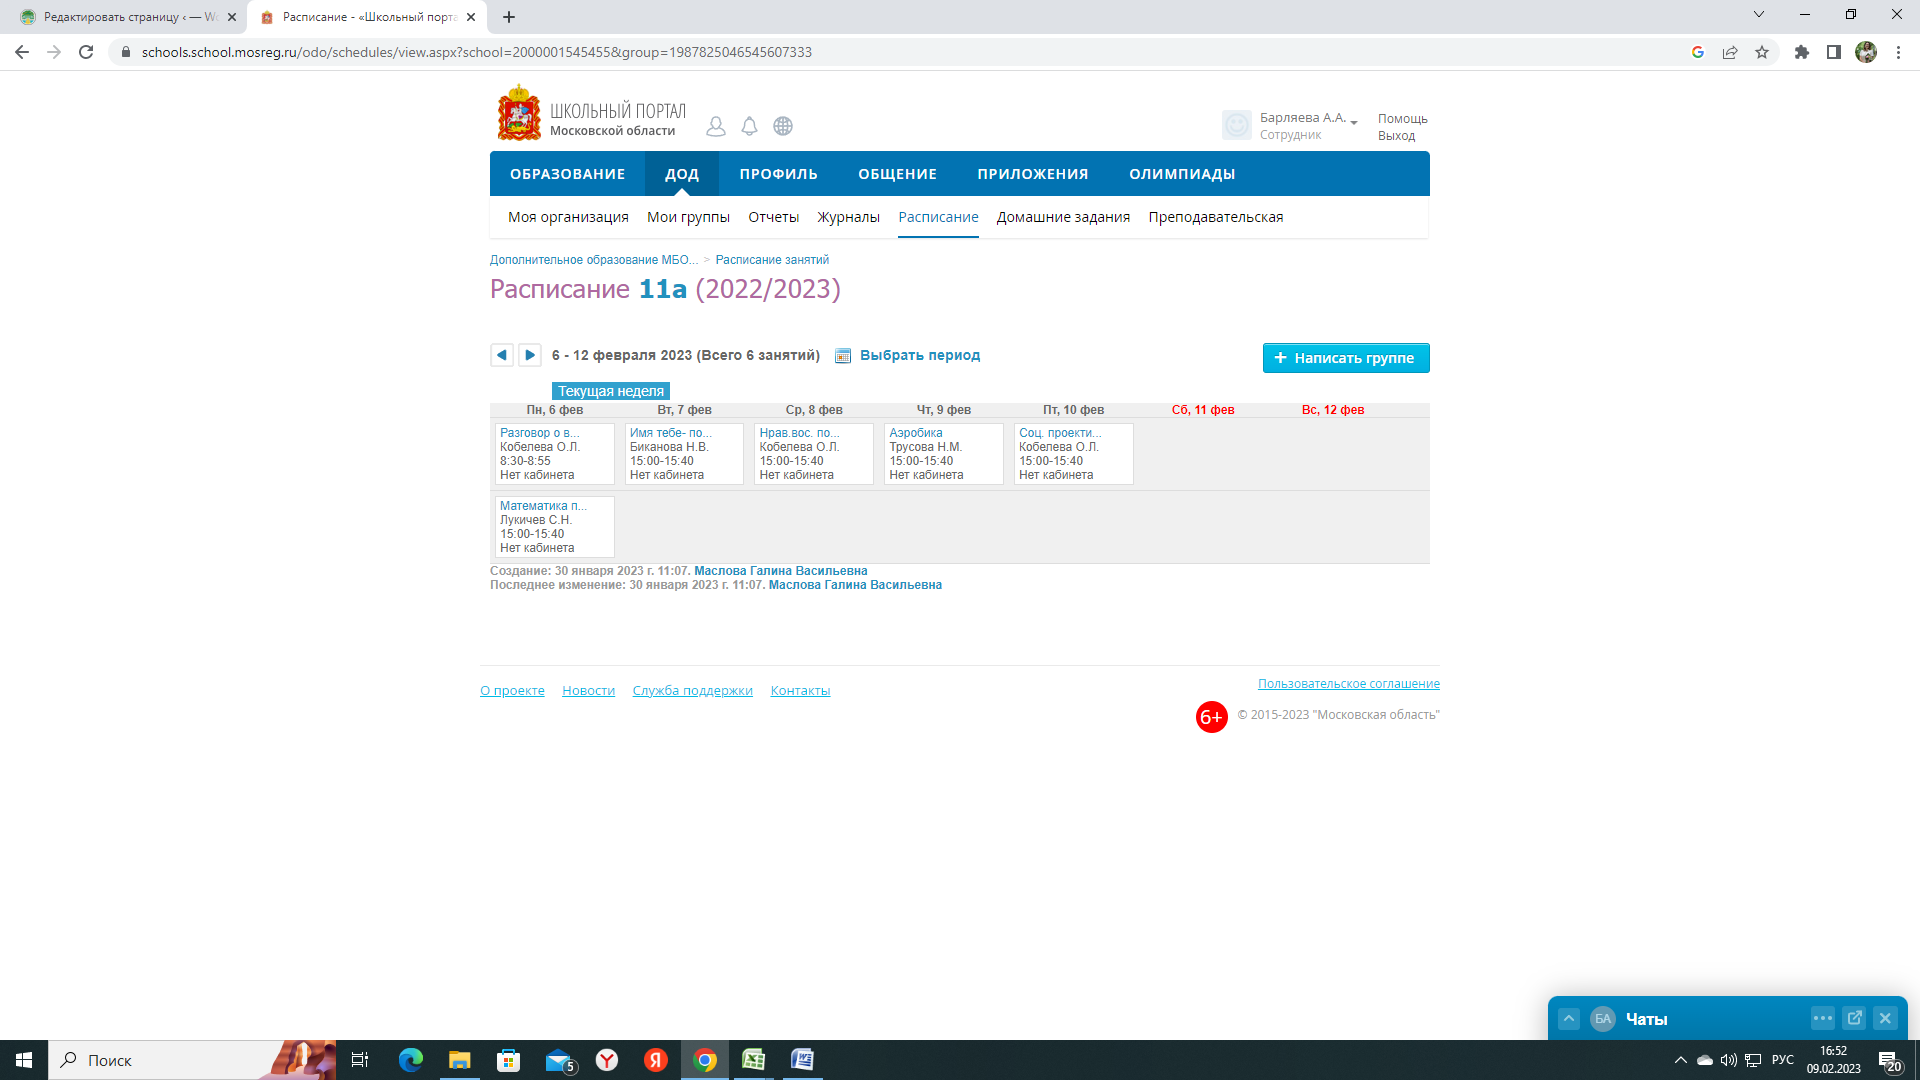 Редактировать страницу ‹ — Wo
Расписание - «Школьный порта
schools.school.mosreg.ru/odo/schedules/view.aspx?school=2000001545455&group=1987825046545607333
ШКОЛЬНЫЙ ПОРТАЛ
Московской области
Барляева А.А.
Сотрудник
Помощь
Выход
ОБРАЗОВАНИЕ ДОД ПРОФИЛЬ ОБЩЕНИЕ ПРИЛОЖЕНИЯ ОЛИМПИАДЫ
Моя организация Мои группы Отчеты Журналы Расписание Домашние задания Преподавательская
Дополнительное образование МБО... > Расписание занятий
Расписание 11а (2022/2023)
6 - 12 февраля 2023 (Всего 6 занятий) Выбрать период
+ Написать группе
Текущая неделя
Пн, 6 фев Вт, 7 фев Ср, 8 фев Чт, 9 фев Пт, 10 фев Сб, 11 фев Вс, 12 фев
Разговор о в... Имя тебе- по... Нрав.вос. по... Аэробика Соц. проекти...
Кобелева О.Л. Биканова Н.В. Кобелева О.Л. Трусова Н.М. Кобелева О.Л.
8:30-8:55 15:00-15:40 15:00-15:40 15:00-15:40 15:00-15:40
Нет кабинета Нет кабинета Нет кабинета Нет кабинета Нет кабинета
Математика п...
Лукичев С.Н.
15:00-15:40
Нет кабинета
Создание: 30 января 2023 г. 11:07. Маслова Галина Васильевна
Последнее изменение: 30 января 2023 г. 11:07. Маслова Галина Васильевна
О проекте Новости Служба поддержки Контакты
Пользовательское соглашение
6+ © 2015-2023 "Московская область"
БА Чаты
Поиск
5
РУС
16:52
09.02.2023
20